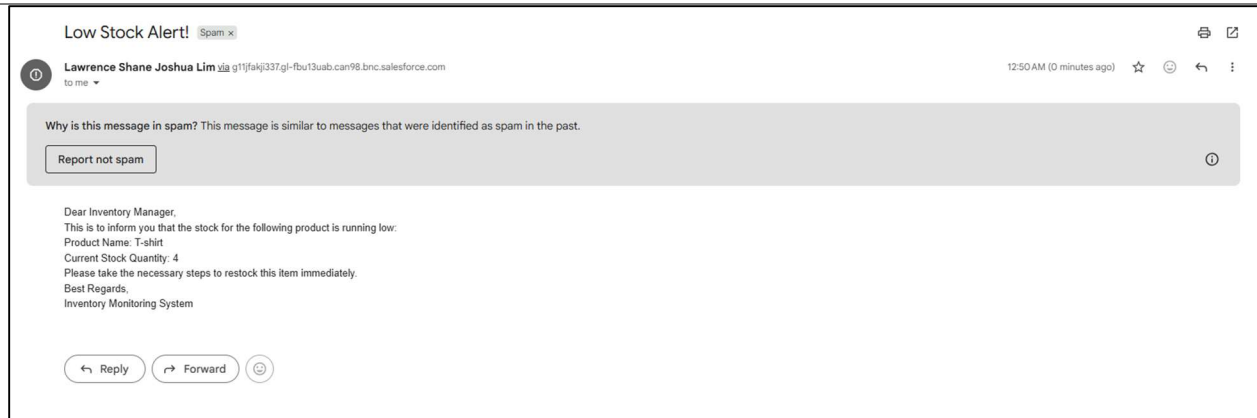 Low Stock Alert! Spam ×
Lawrence Shane Joshua Lim via g11jfakji337.gl-fbu13uab.can98.bnc.salesforce.com 12:50 AM (0 minutes ago)
to me
Why is this message in spam? This message is similar to messages that were identified as spam in the past.
Report not spam
Dear Inventory Manager,
This is to inform you that the stock for the following product is running low:
Product Name: T-shirt
Current Stock Quantity: 4
Please take the necessary steps to restock this item immediately.
Best Regards,
Inventory Monitoring System
Reply Forward